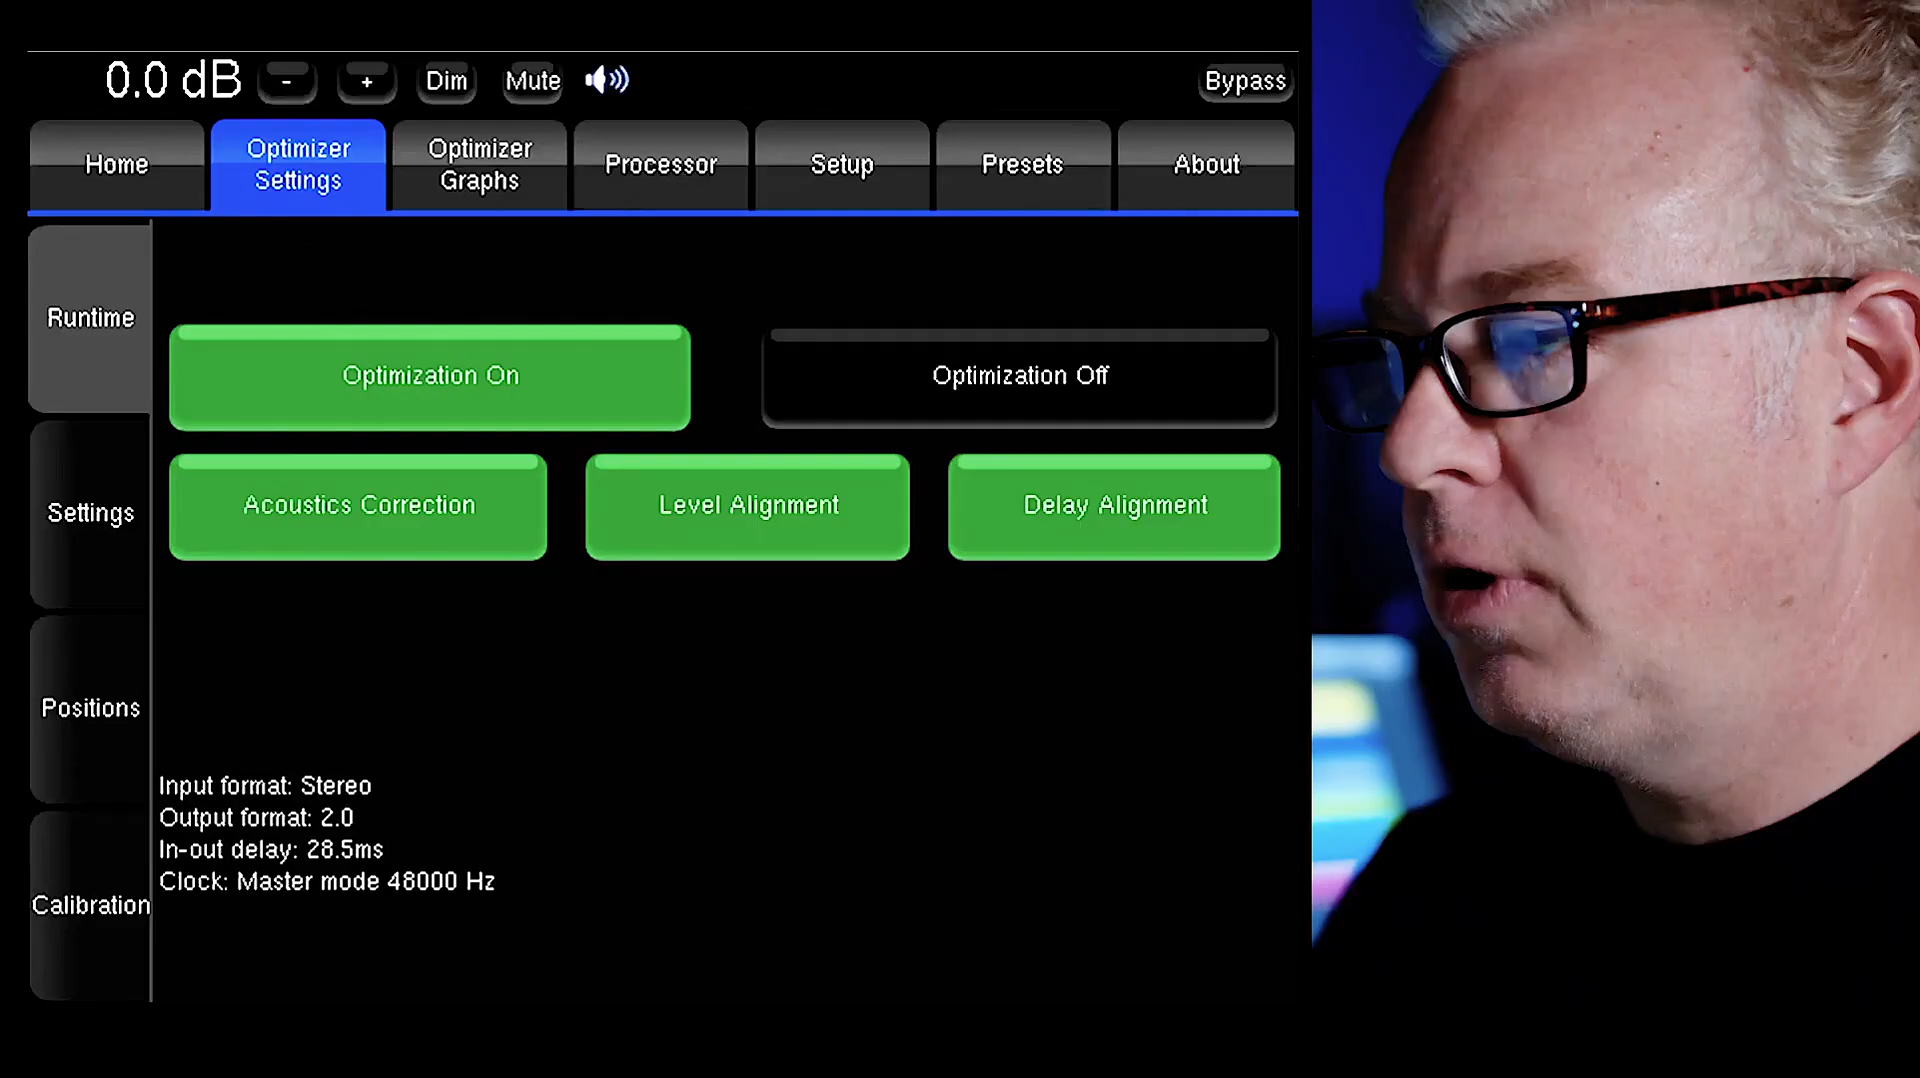 0.0 dB - + Dim Mute Bypass
Home Optimizer Settings Optimizer Graphs Processor Setup Presets About
Runtime
Optimization On Optimization Off
Settings
Acoustics Correction Level Alignment Delay Alignment
Positions
Calibration
Input format: Stereo
Output format: 2.0
In-out delay: 28.5ms
Clock: Master mode 48000 Hz